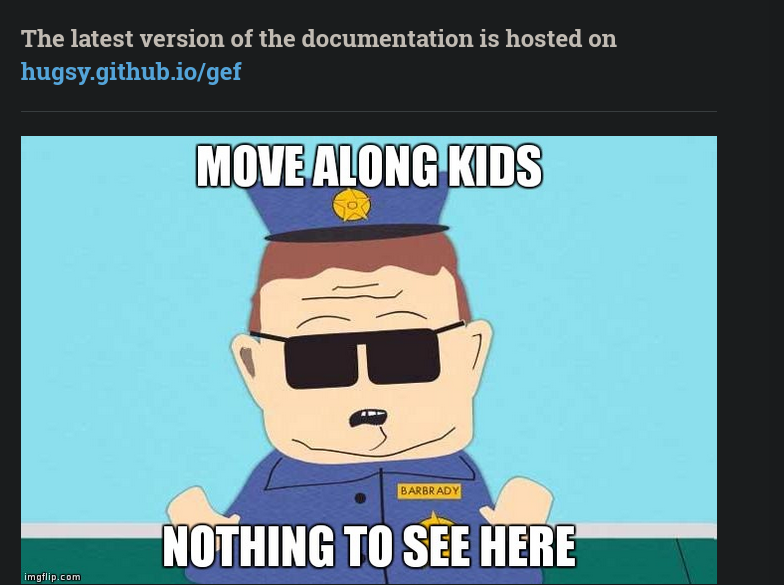 The latest version of the documentation is hosted on
hugsy.github.io/gef
MOVE ALONG KIDS
BARBRADY
NOTHING TO SEE HERE
imgflip.com